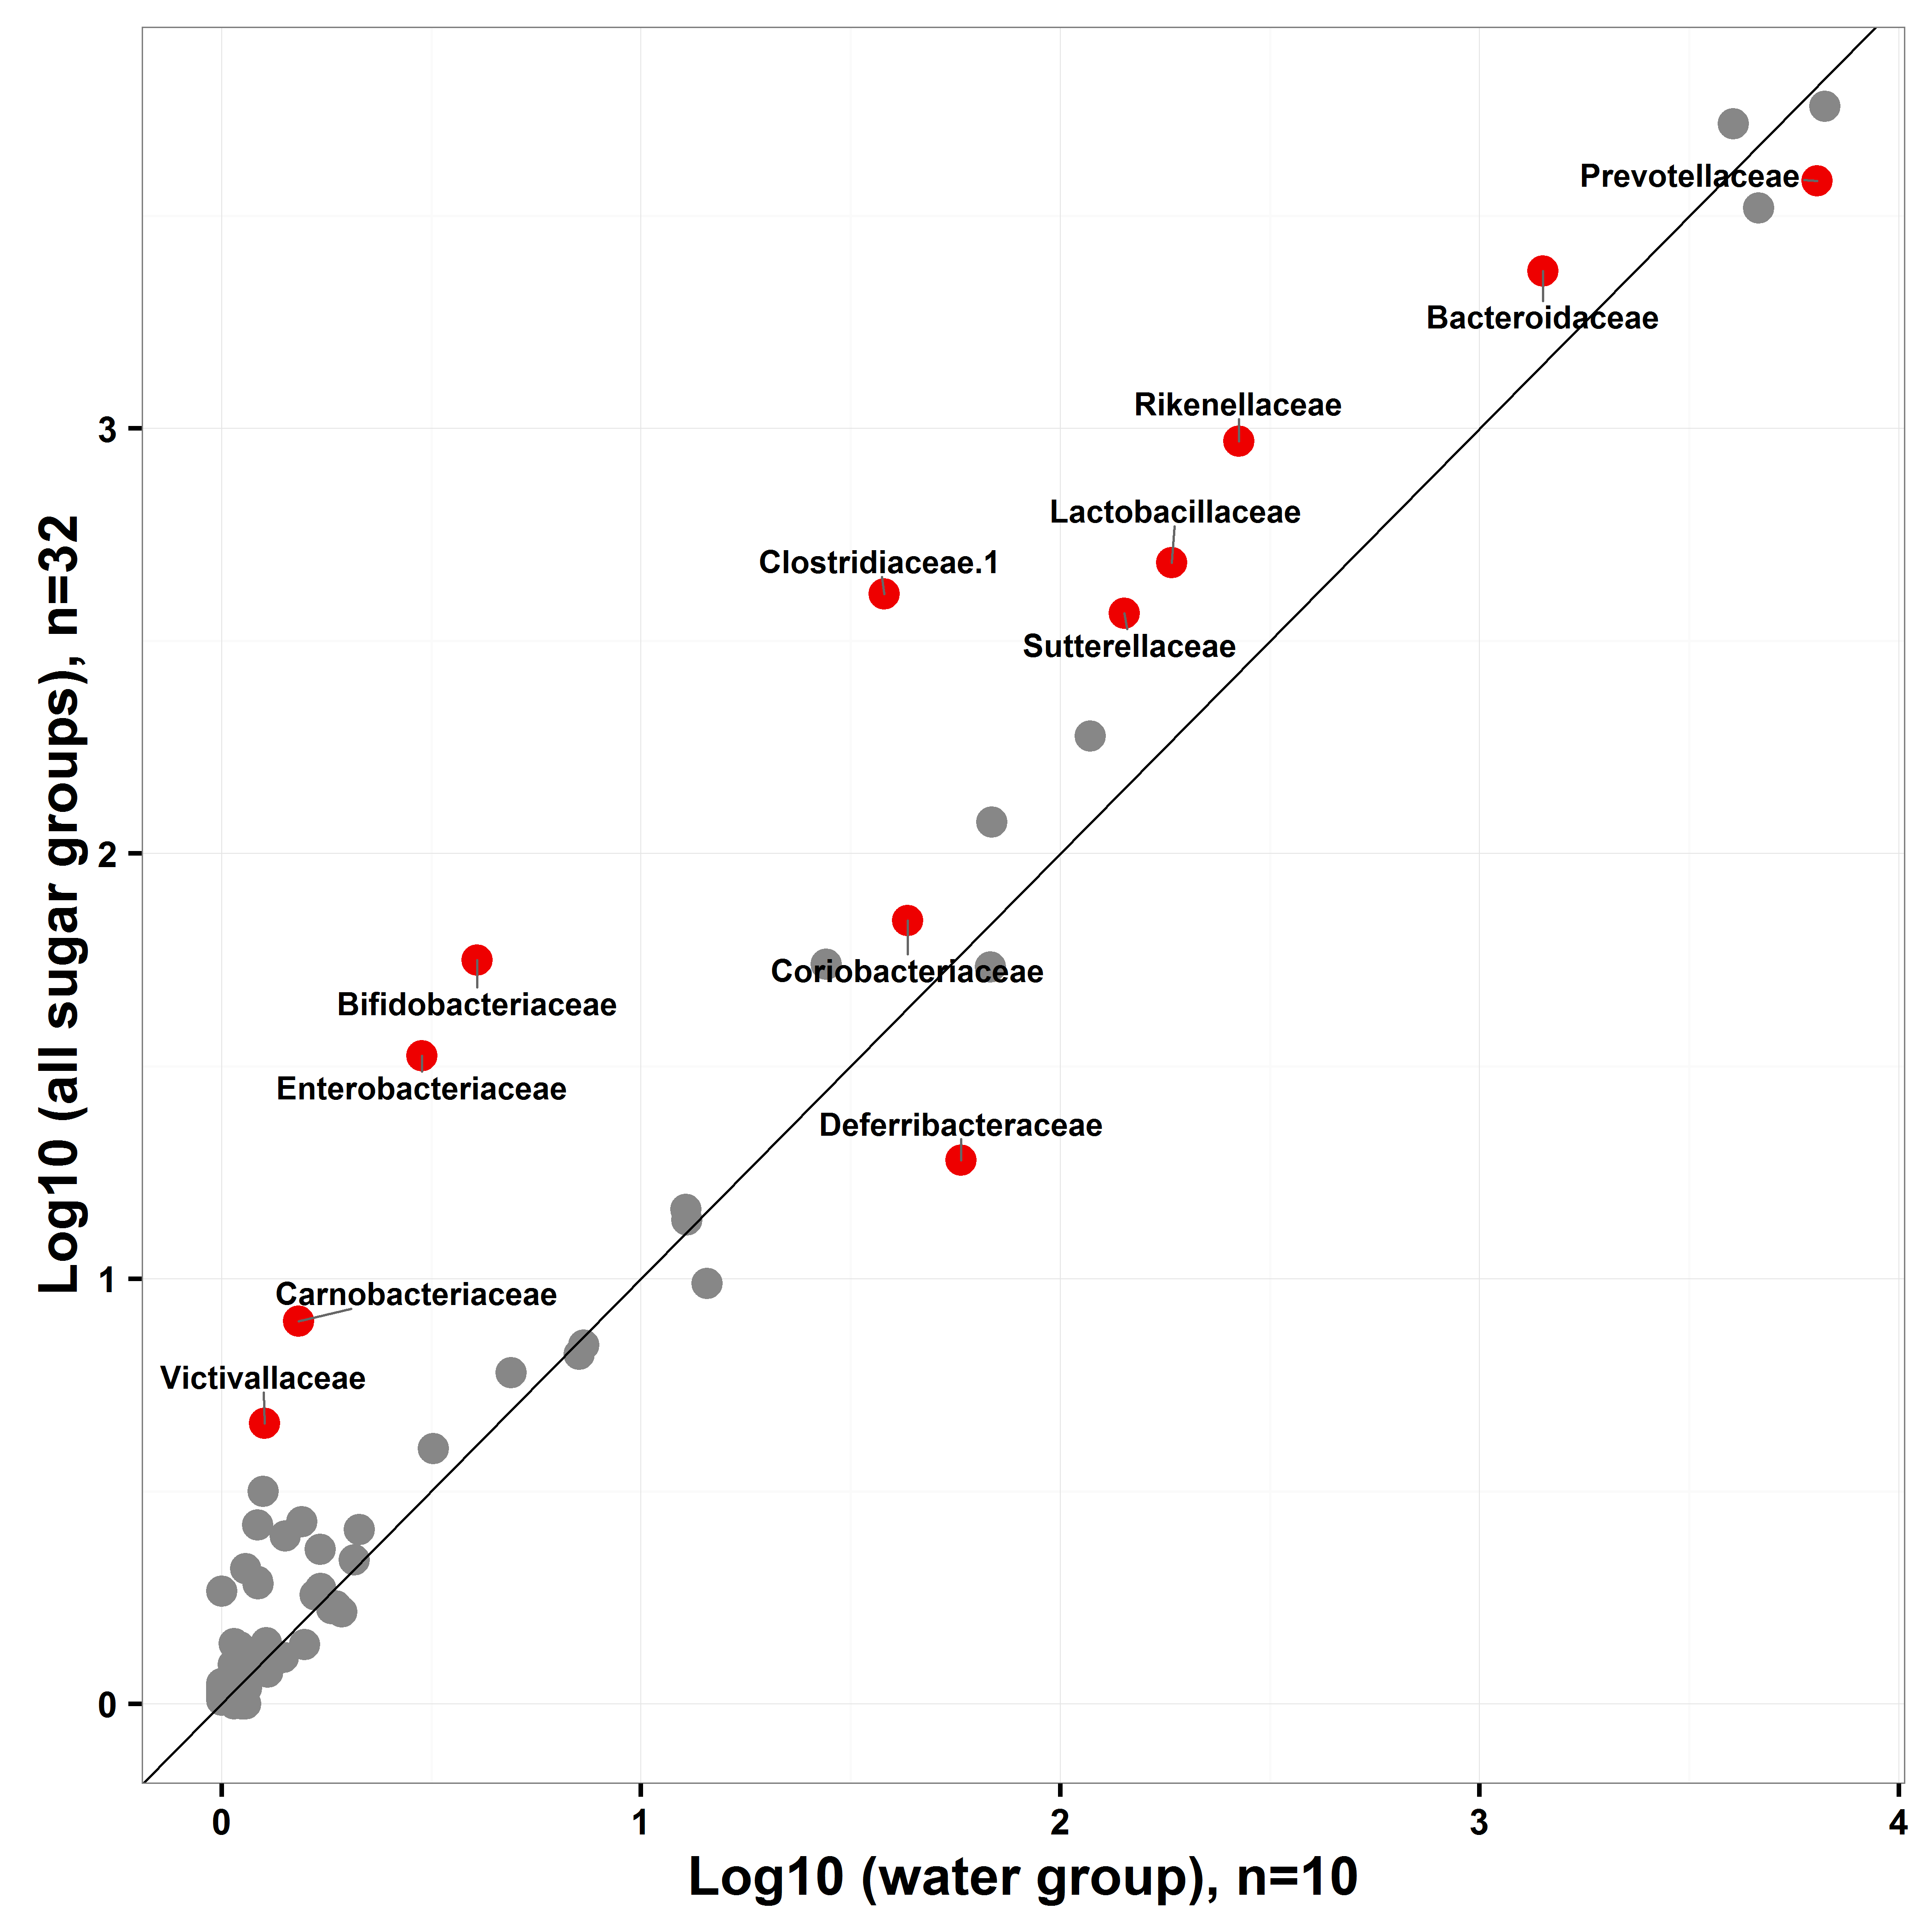 Prevotellaceae
Bacteroidaceae
Rikenellaceae
3
Lactobacillaceae
Clostridiaceae.1
Sutterellaceae
Log10 (all sugar groups), n=32
2
Coriobacteriaceae
Bifidobacteriaceae
Enterobacteriaceae
Deferribacteraceae
1
Carnobacteriaceae
Victivallaceae
0
0 1 2 3 4
Log10 (water group), n=10